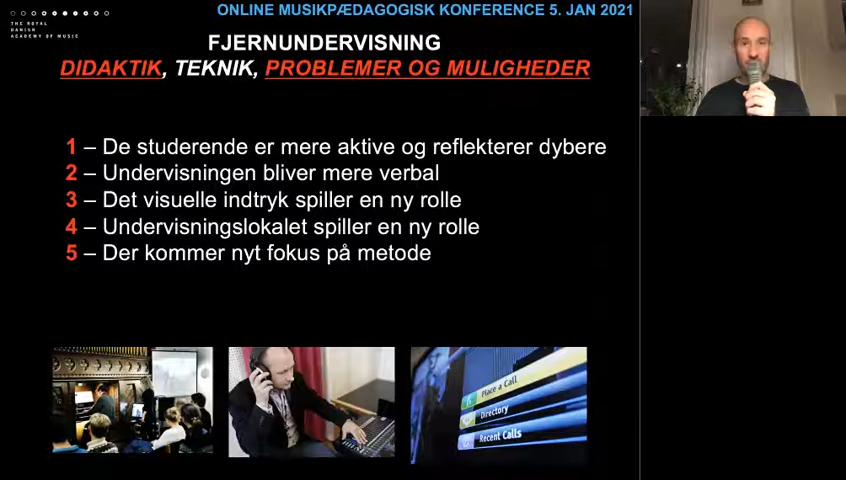 ONLINE MUSIKPÆDAGOGISK KONFERENCE 5. JAN 2021
THE ROYAL
DANISH
ACADEMY OF MUSIC
FJERNUNDERVISNING
DIDAKTIK, TEKNIK, PROBLEMER OG MULIGHEDER
1 – De studerende er mere aktive og reflekterer dybere
2 – Undervisningen bliver mere verbal
3 – Det visuelle indtryk spiller en ny rolle
4 – Undervisningslokalet spiller en ny rolle
5 – Der kommer nyt fokus på metode
Place a Call
Directory
Recent Calls